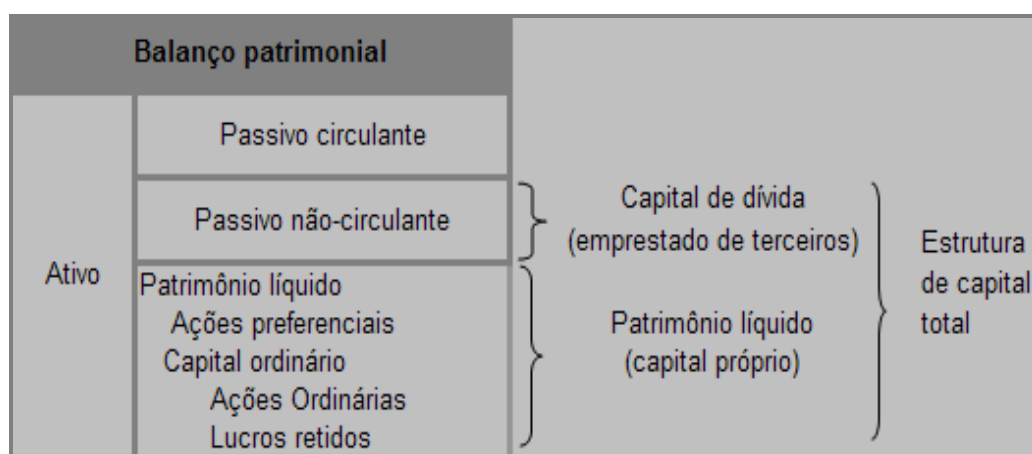 Balanço patrimonial
Passivo circulante
Passivo não-circulante
Ativo
Patrimônio líquido
Ações preferenciais
Capital ordinário
Ações Ordinárias
Lucros retidos
Capital de dívida
(emprestado de terceiros)
Patrimônio líquido
(capital próprio)
Estrutura
de capital
total